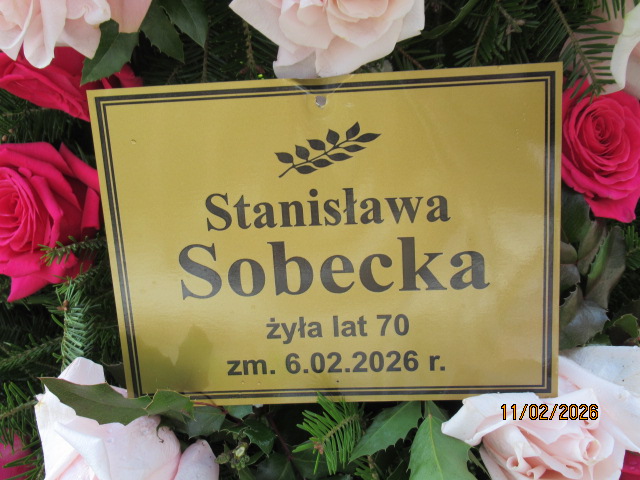 Stanisława
Sobecka
żyła lat 70
zm. 6.02.2026 r.
11/02/2026